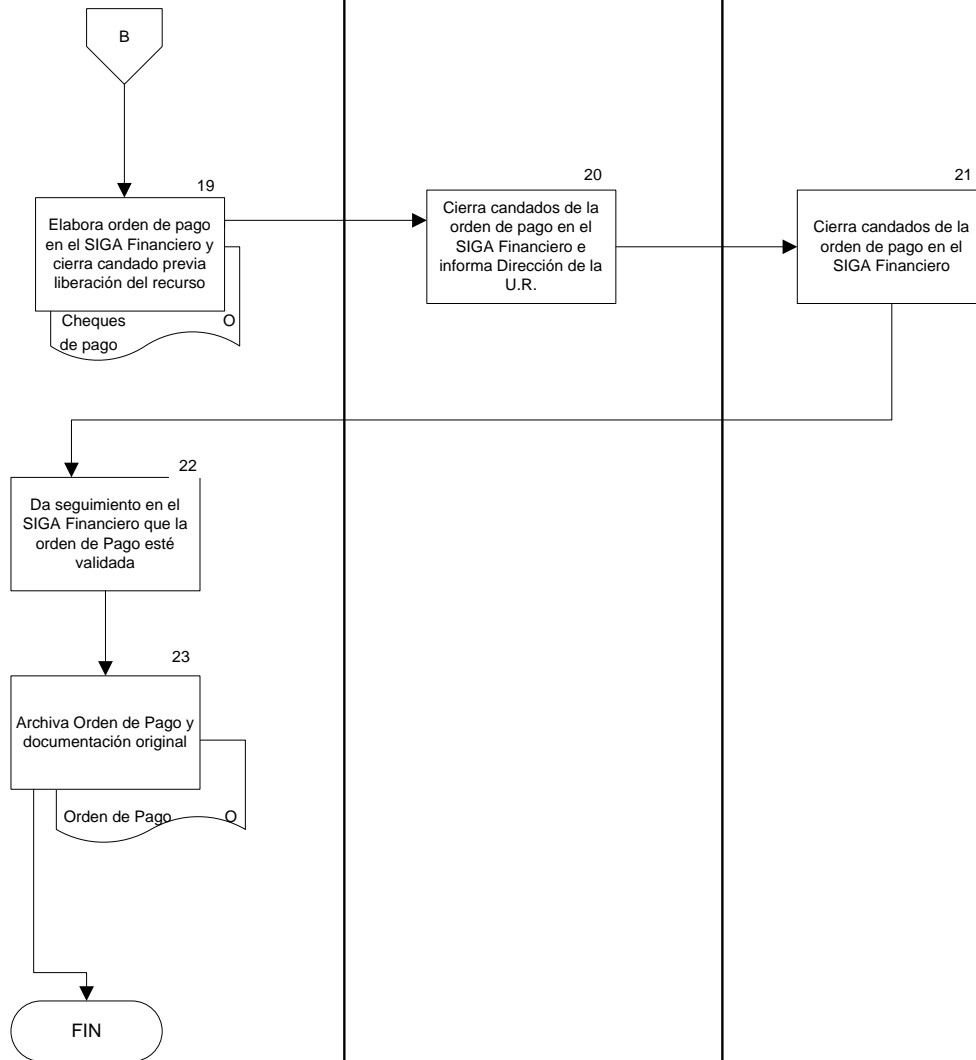 B
19
Elabora orden de pago
en el SIGA Financiero y
cierra candado previa
liberación del recurso
Cheques O
de pago
20
Cierra candados de la
orden de pago en el
SIGA Financiero e
informa Dirección de la
U.R.
21
Cierra candados de la
orden de pago en el
SIGA Financiero
22
Da seguimiento en el
SIGA Financiero que la
orden de Pago esté
validada
23
Archiva Orden de Pago y
documentación original
Orden de Pago O
FIN